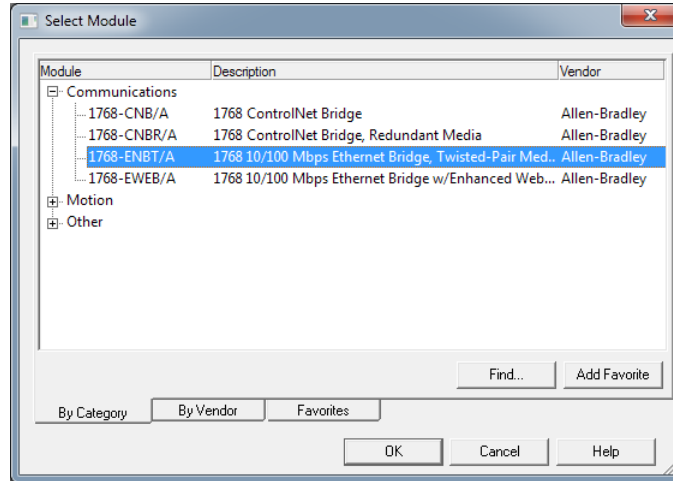 Select Module
Module Description Vendor
Communications
1768-CNB/A 1768 ControlNet Bridge Allen-Bradley
1768-CNBR/A 1768 ControlNet Bridge, Redundant Media Allen-Bradley
1768-ENBT/A 1768 10/100 Mbps Ethernet Bridge, Twisted-Pair Med.. Allen-Bradley
1768-EWEB/A 1768 10/100 Mbps Ethernet Bridge w/Enhanced Web... Allen-Bradley
Motion
Other
Find... Add Favorite
By Category By Vendor Favorites
OK Cancel Help